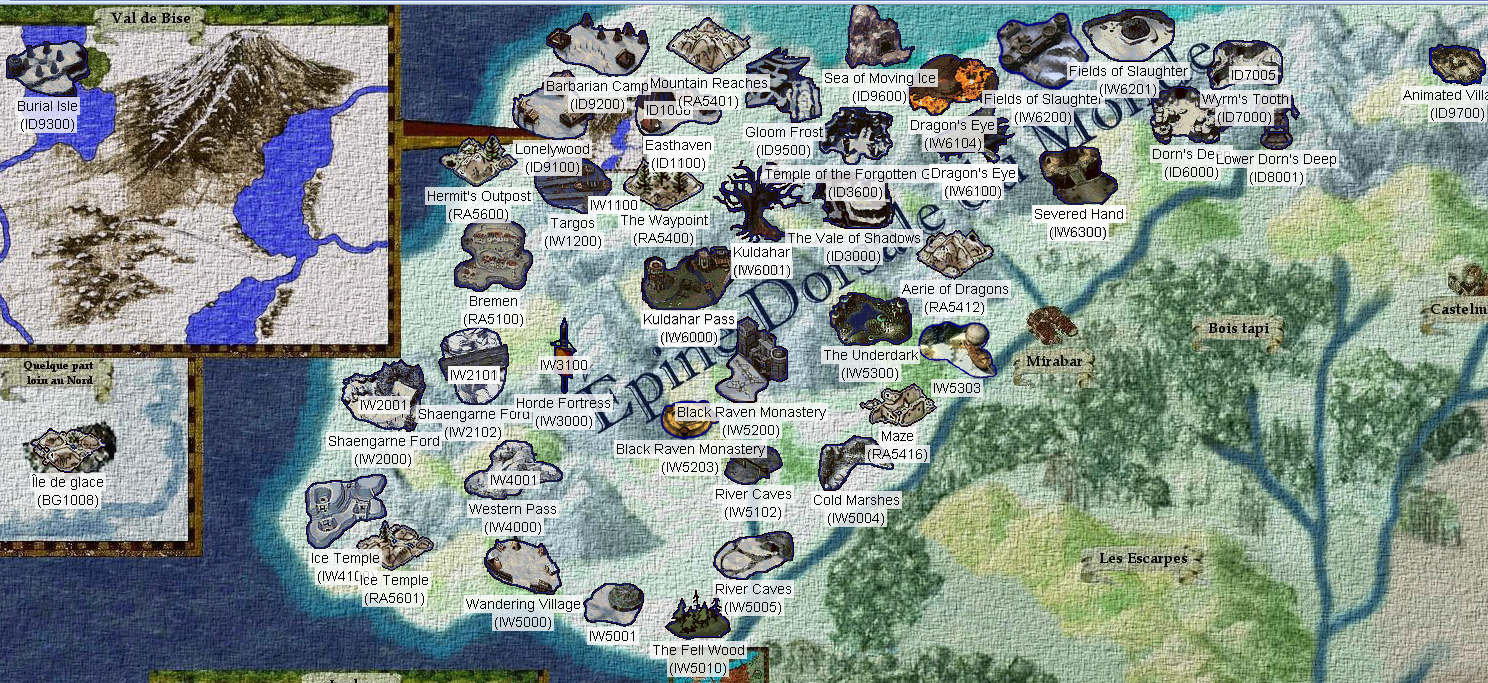 Val de Bise
Burial Isle
(ID9300)
Quelque part
loin au Nord
Île de glace
(BG1008)
Barbarian Camp
(ID9200)
Mountain Reaches
(RA5401)
Lonelywood
(ID9100)
Easthaven
(ID1100)
Hermit's Outpost
(RA5600)
IW1100
Targos
(IW1200)
The Waypoint
(RA5400)
Gloom Frost
(ID9500)
Sea of Moving Ice
(ID9600)
Dragon's Eye
(IW6104)
Fields of Slaughter
(IW6200)
Fields of Slaughter
(IW6201)
ID7005
Wyrm's Tooth
(ID7000)
Animated Villa
(ID9700)
Dorn's De
(ID6000)
Lower Dorn's Deep
(ID8001)
Temple of the Forgotten G
(ID3600)
Dragon's Eye
(IW6100)
Severed Hand
(IW6300)
The Vale of Shadows
(ID3000)
Kuldahar
(IW6001)
Bremen
(RA5100)
Kuldahar Pass
(IW6000)
Aerie of Dragons
(RA5412)
Epine Dorsale du Monde
Mirabar
Bois tapi
Castelm
The Underdark
(IW5300)
IW5303
IW2101
IW3100
IW2001
Shaengarne Ford
(IW2102)
Horde Fortress
(IW3000)
Shaengarne Ford
(IW2000)
Black Raven Monastery
(IW5200)
Black Raven Monastery
(IW5203)
Maze
(RA5416)
River Caves
(IW5102)
Cold Marshes
(IW5004)
IW4001
Western Pass
(IW4000)
Ice Temple
(IW410
Ice Temple
(RA5601)
Les Escarpes
Wandering Village
(IW5000)
River Caves
(IW5005)
IW5001
The Fell Wood
(IW5010)